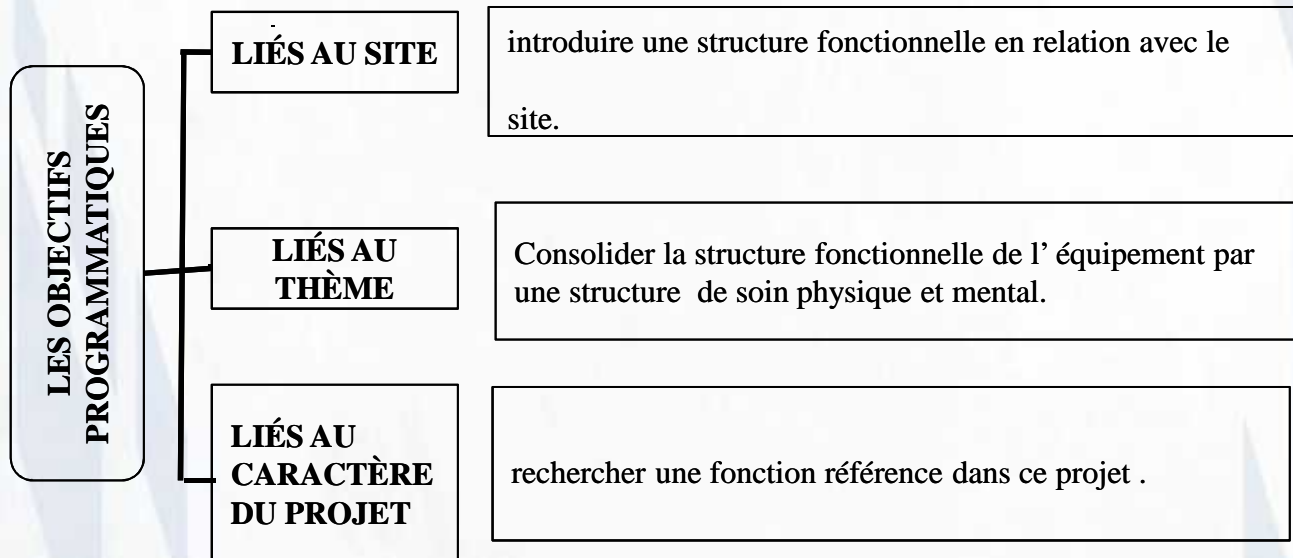 LES OBJECTIFS
PROGRAMMATIQUES
LIÉS AU SITE
introduire une structure fonctionnelle en relation avec le
site.
LIÉS AU
THÈME
Consolider la structure fonctionnelle de l’ équipement par
une structure de soin physique et mental.
LIÉS AU
CARACTÈRE
DU PROJET
rechercher une fonction référence dans ce projet .